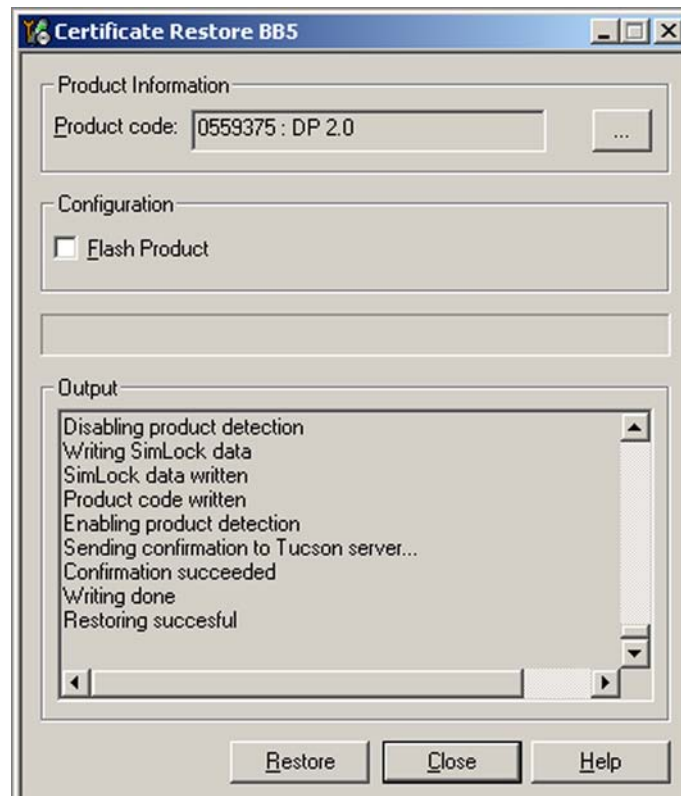 Certificate Restore BB5
Product Information
Product code: 0559375 : DP 2.0 ...
Configuration
Flash Product
Output
Disabling product detection
Writing SimLock data
SimLock data written
Product code written
Enabling product detection
Sending confirmation to Tucson server...
Confirmation succeeded
Writing done
Restoring succesful
Restore Close Help